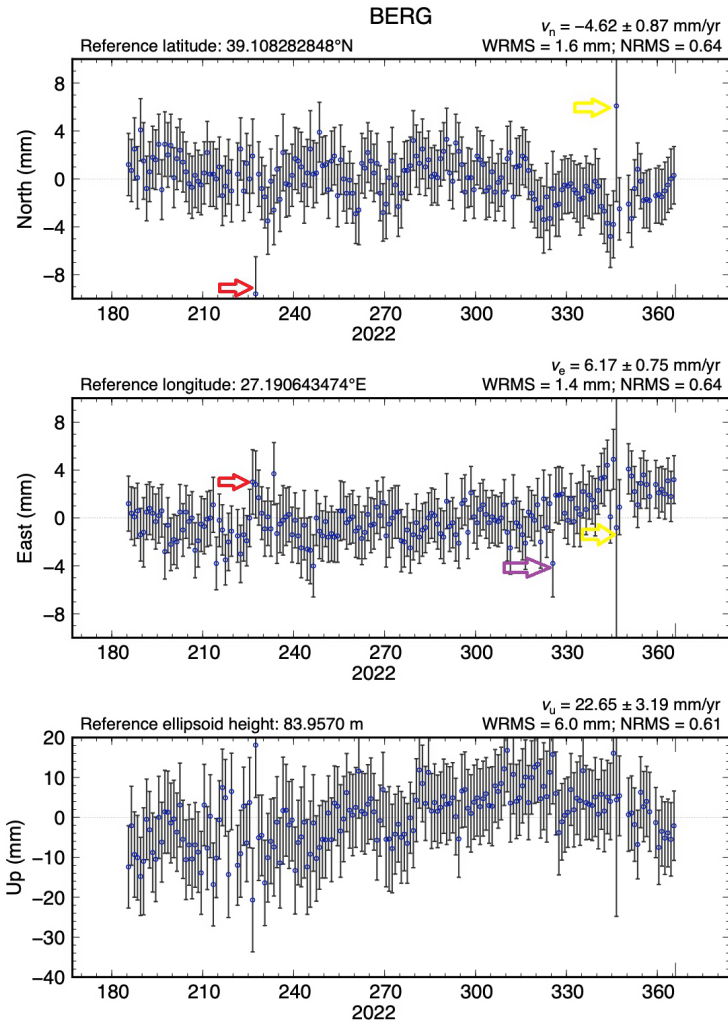 BERG
vn = −4.62 ± 0.87 mm/yr
Reference latitude: 39.108282848°N WRMS = 1.6 mm; NRMS = 0.64
8
4
0
−4
−8
North (mm)
180 210 240 270 300 330 360
2022
ve = 6.17 ± 0.75 mm/yr
Reference longitude: 27.190643474°E WRMS = 1.4 mm; NRMS = 0.64
8
4
0
−4
−8
East (mm)
180 210 240 270 300 330 360
2022
vu = 22.65 ± 3.19 mm/yr
Reference ellipsoid height: 83.9570 m WRMS = 6.0 mm; NRMS = 0.61
20
10
0
−10
−20
−30
−40
Up (mm)
180 210 240 270 300 330 360
2022